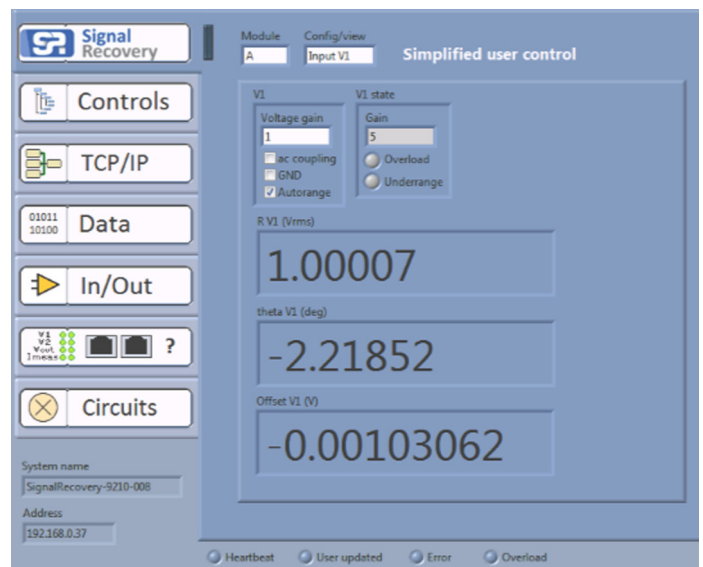 Signal
Recovery
Module
Config/view
A
Input V1
Simplified user control
Controls
TCP/IP
01011
10100
Data
In/Out
V1
V2
Vout
Imeas
?
Circuits
System name
SignalRecovery-9210-008
Address
192.168.0.37
V1
V1 state
Voltage gain
Gain
1
5
ac coupling
GND
Autorange
Overload
Underrange
R V1 (Vrms)
1.00007
theta V1 (deg)
-2.21852
Offset V1 (V)
-0.00103062
Heartbeat
User updated
Error
Overload